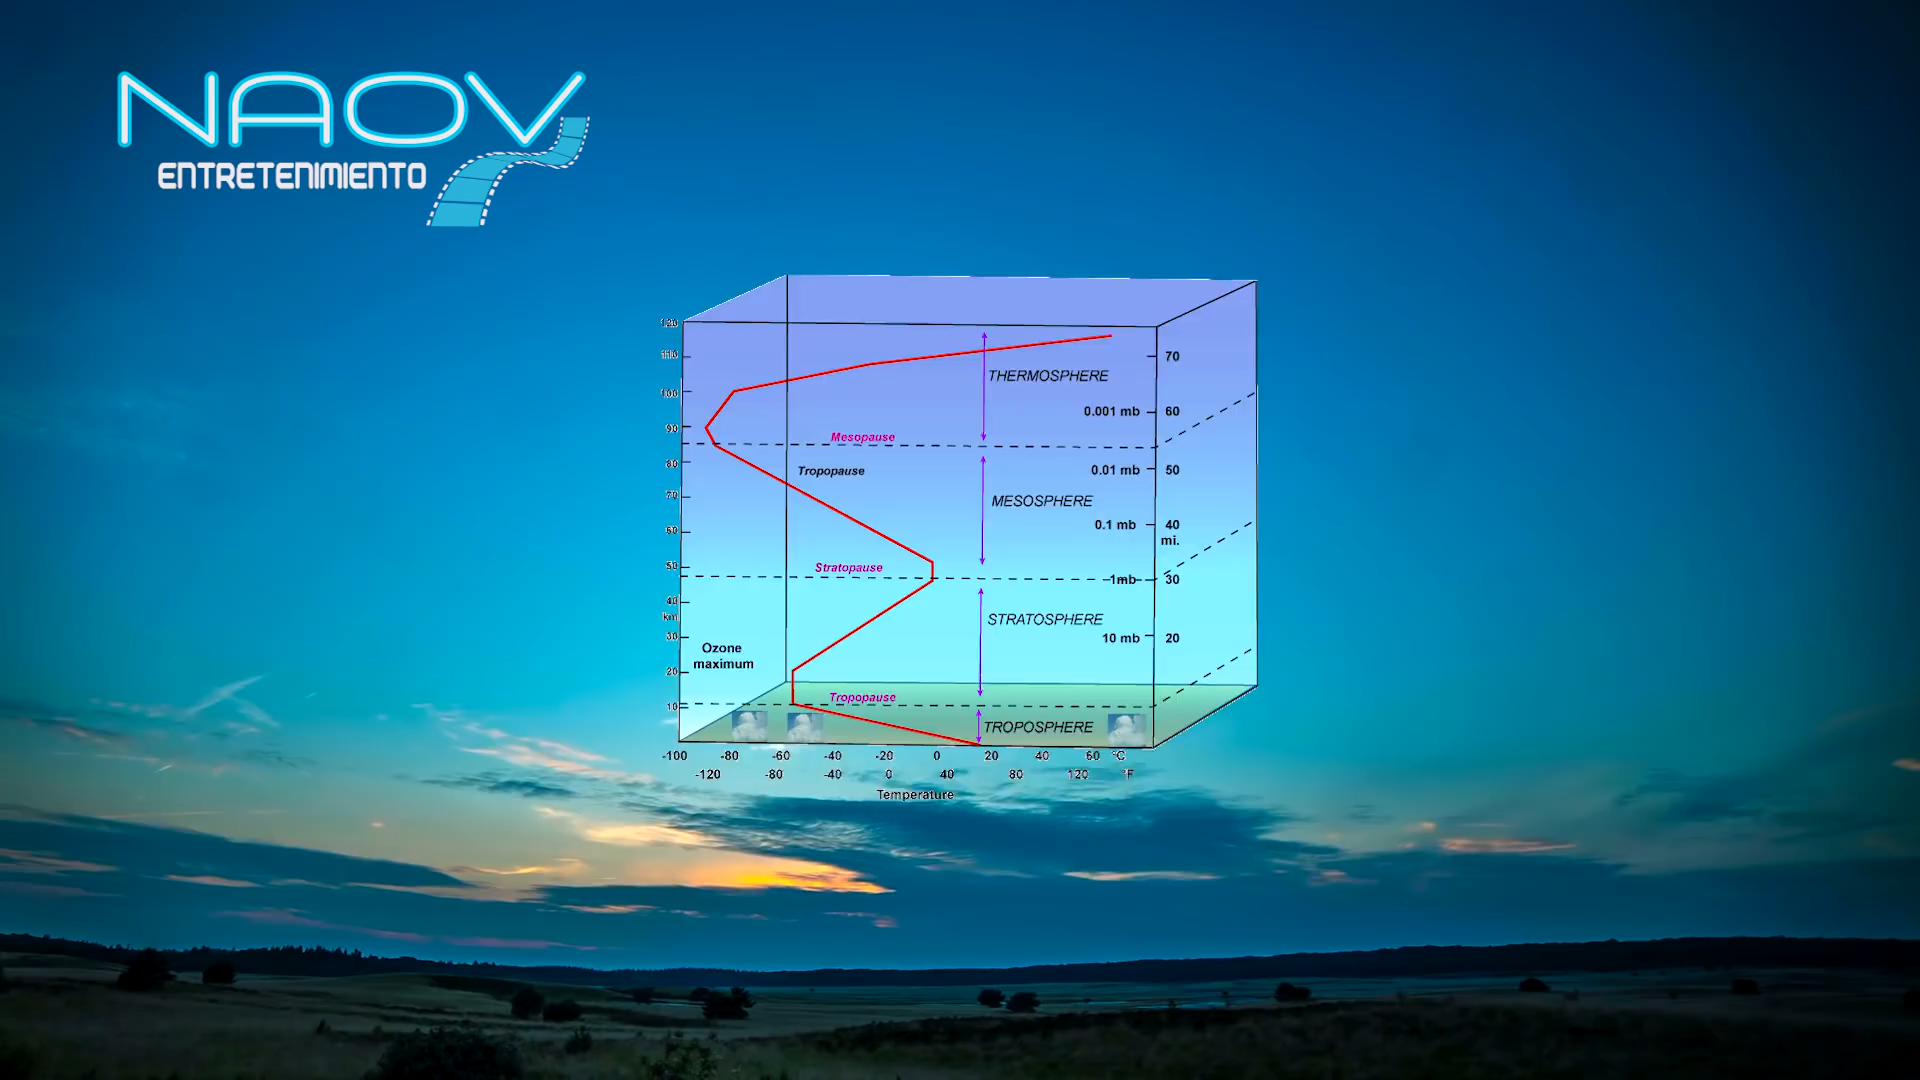 NAOV
ENTRETENIMIENTO
120
110
70
THERMOSPHERE
100
0.001 mb 60
90
Mesopause
80
Tropopause
0.01 mb 50
70
MESOSPHERE
60
0.1 mb 40
mi.
50
Stratopause
1mb 30
40
km
STRATOSPHERE
30
10 mb 20
Ozone
maximum
20
Tropopause
10
TROPOSPHERE
-100 -80 -60 -40 -20 0 20 40 60 °C
-120 -80 -40 0 40 80 120 °F
Temperature